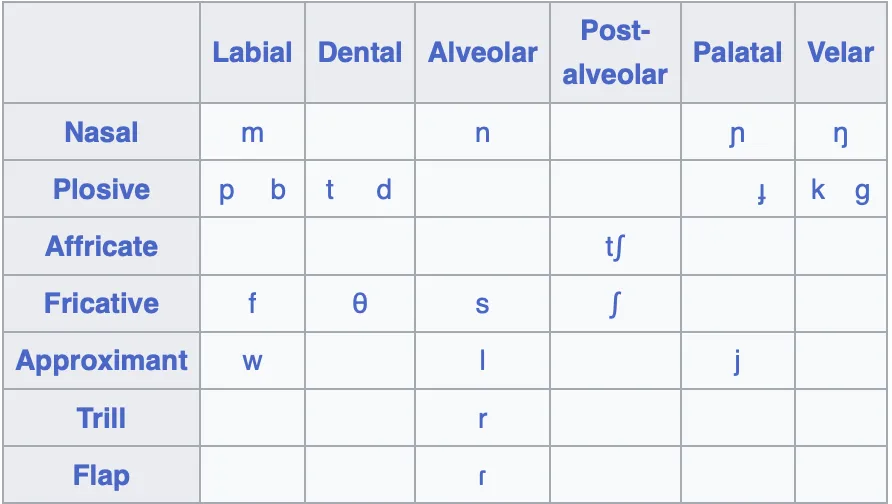 Labial Dental Alveolar Post-alveolar Palatal Velar
Nasal m n ɲ ŋ
Plosive p b t d ɟ k g
Affricate tʃ
Fricative f θ s ʃ
Approximant w l j
Trill r
Flap ɾ